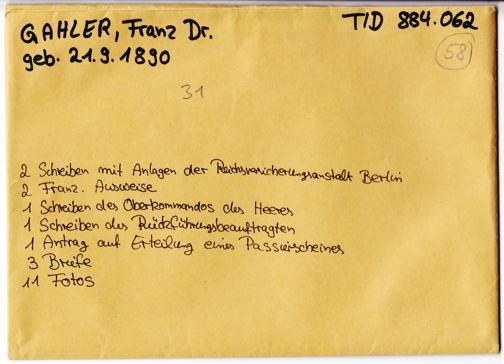 GAHLER, Franz Dr.
geb. 21.9.1890
TID 884.062
58
31
2 Schreiben mit Anlagen der Reichsversicherungsanstalt Berlin
2 Franz. Ausweise
1 Schreiben des Oberkommandos des Heeres
1 Schreiben des Rückführungsbeauftragten
1 Antrag auf Erteilung eines Passierscheines
3 Briefe
11 Fotos